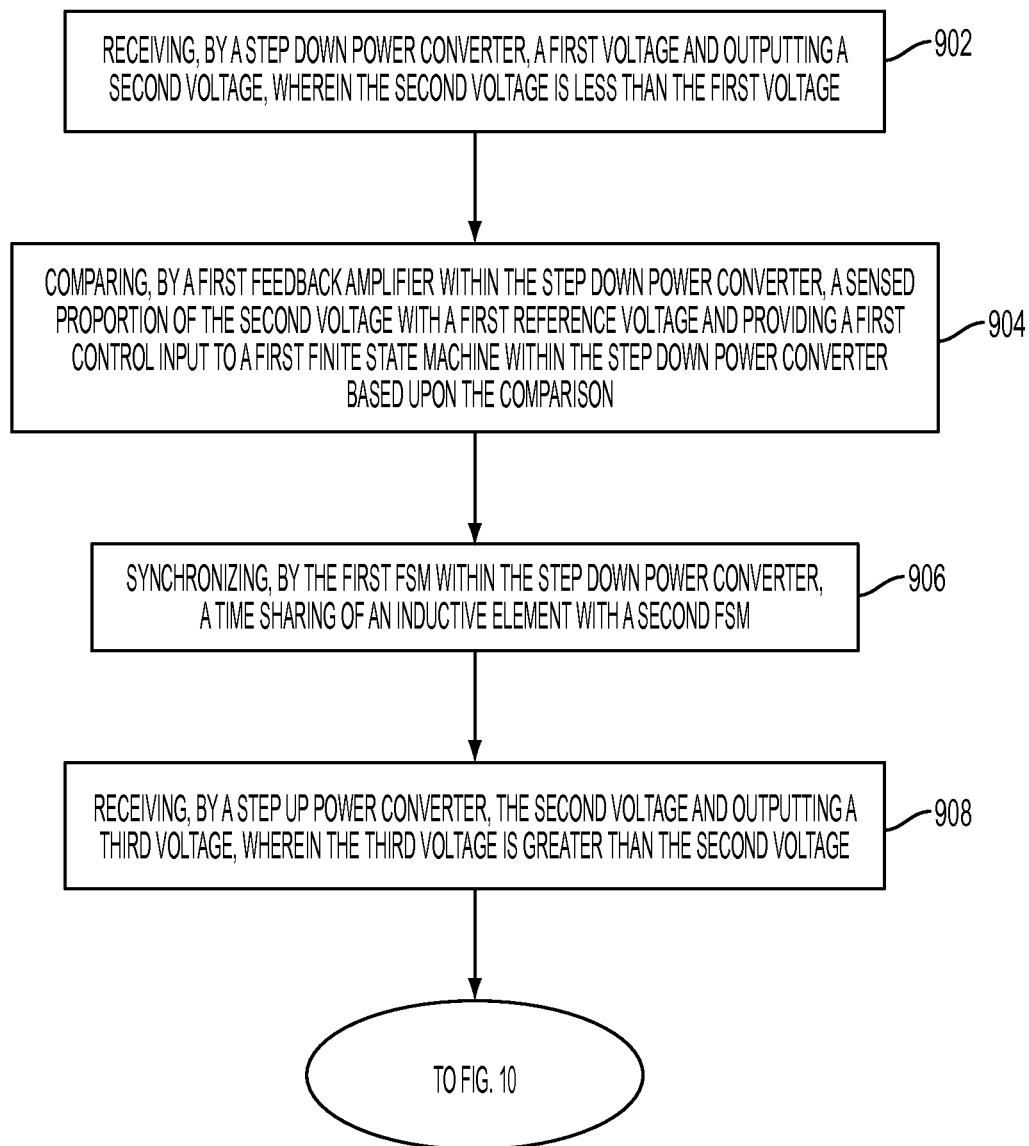 RECEIVING, BY A STEP DOWN POWER CONVERTER, A FIRST VOLTAGE AND OUTPUTTING A
SECOND VOLTAGE, WHEREIN THE SECOND VOLTAGE IS LESS THAN THE FIRST VOLTAGE
902
COMPARING, BY A FIRST FEEDBACK AMPLIFIER WITHIN THE STEP DOWN POWER CONVERTER, A SENSED
PROPORTION OF THE SECOND VOLTAGE WITH A FIRST REFERENCE VOLTAGE AND PROVIDING A FIRST
CONTROL INPUT TO A FIRST FINITE STATE MACHINE WITHIN THE STEP DOWN POWER CONVERTER
BASED UPON THE COMPARISON
904
SYNCHRONIZING, BY THE FIRST FSM WITHIN THE STEP DOWN POWER CONVERTER,
A TIME SHARING OF AN INDUCTIVE ELEMENT WITH A SECOND FSM
906
RECEIVING, BY A STEP UP POWER CONVERTER, THE SECOND VOLTAGE AND OUTPUTTING A
THIRD VOLTAGE, WHEREIN THE THIRD VOLTAGE IS GREATER THAN THE SECOND VOLTAGE
908
TO FIG. 10